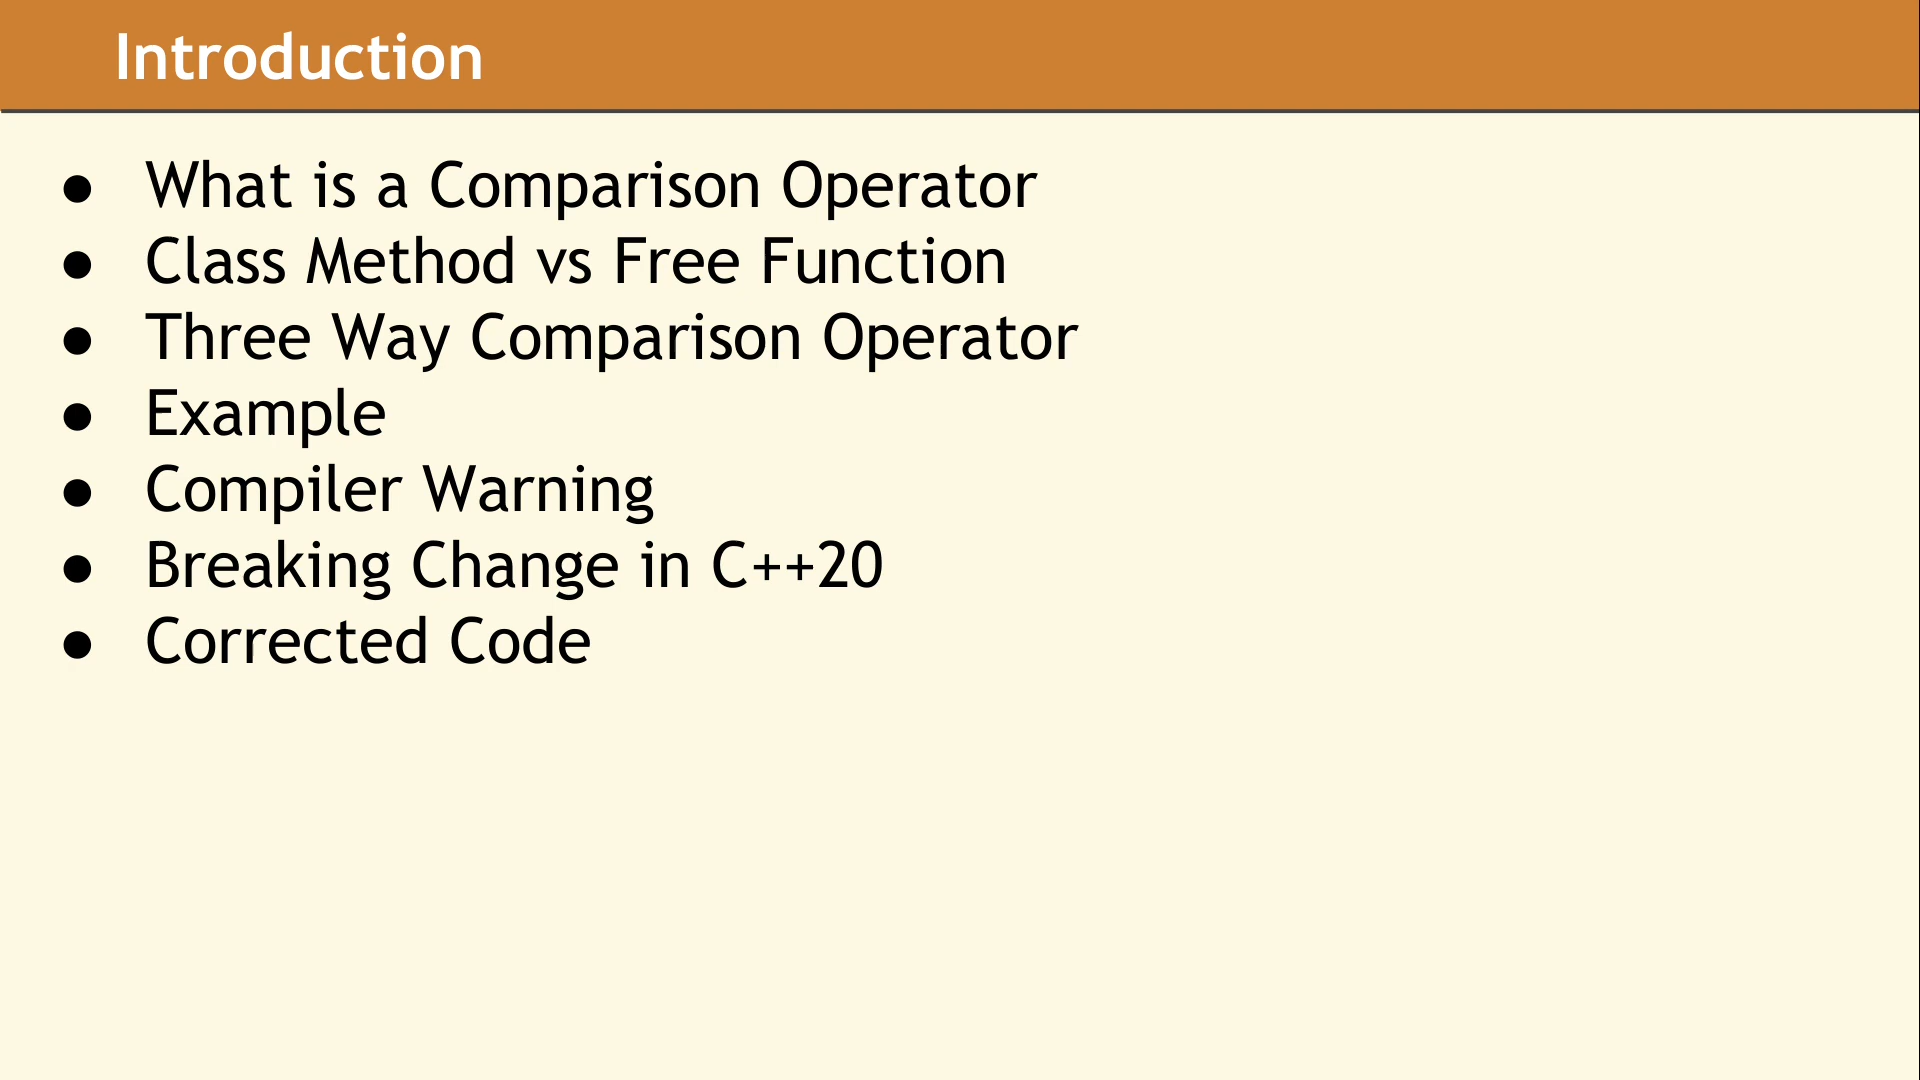 Introduction
● What is a Comparison Operator
● Class Method vs Free Function
● Three Way Comparison Operator
● Example
● Compiler Warning
● Breaking Change in C++20
● Corrected Code